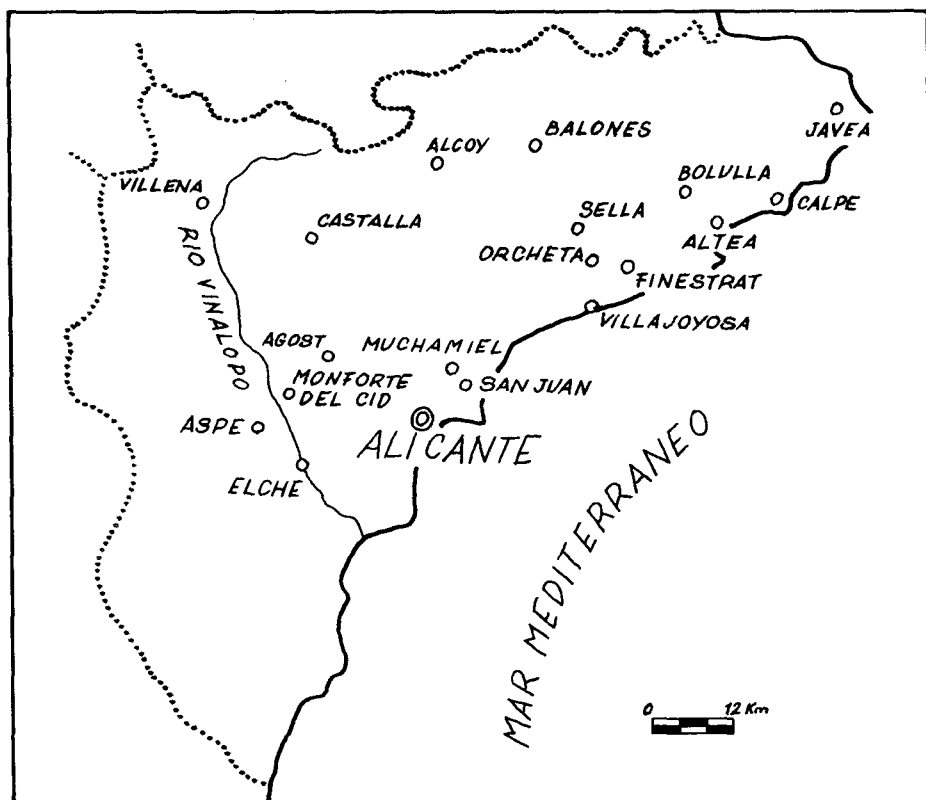 JAVEA
BALONES
ALCOY
BOLULLA
VILLENA
CALPE
SELLA
CASTALLA
ALTEA
ORCHETA
FINESTRAT
RIO VINALOPO
VILLAJOYOSA
AGOST
MUCHAMIEL
MONFORTE
DEL CID
SAN JUAN
ASPE
ALICANTE
ELCHE
MAR MEDITERRANEO
0 12 Km